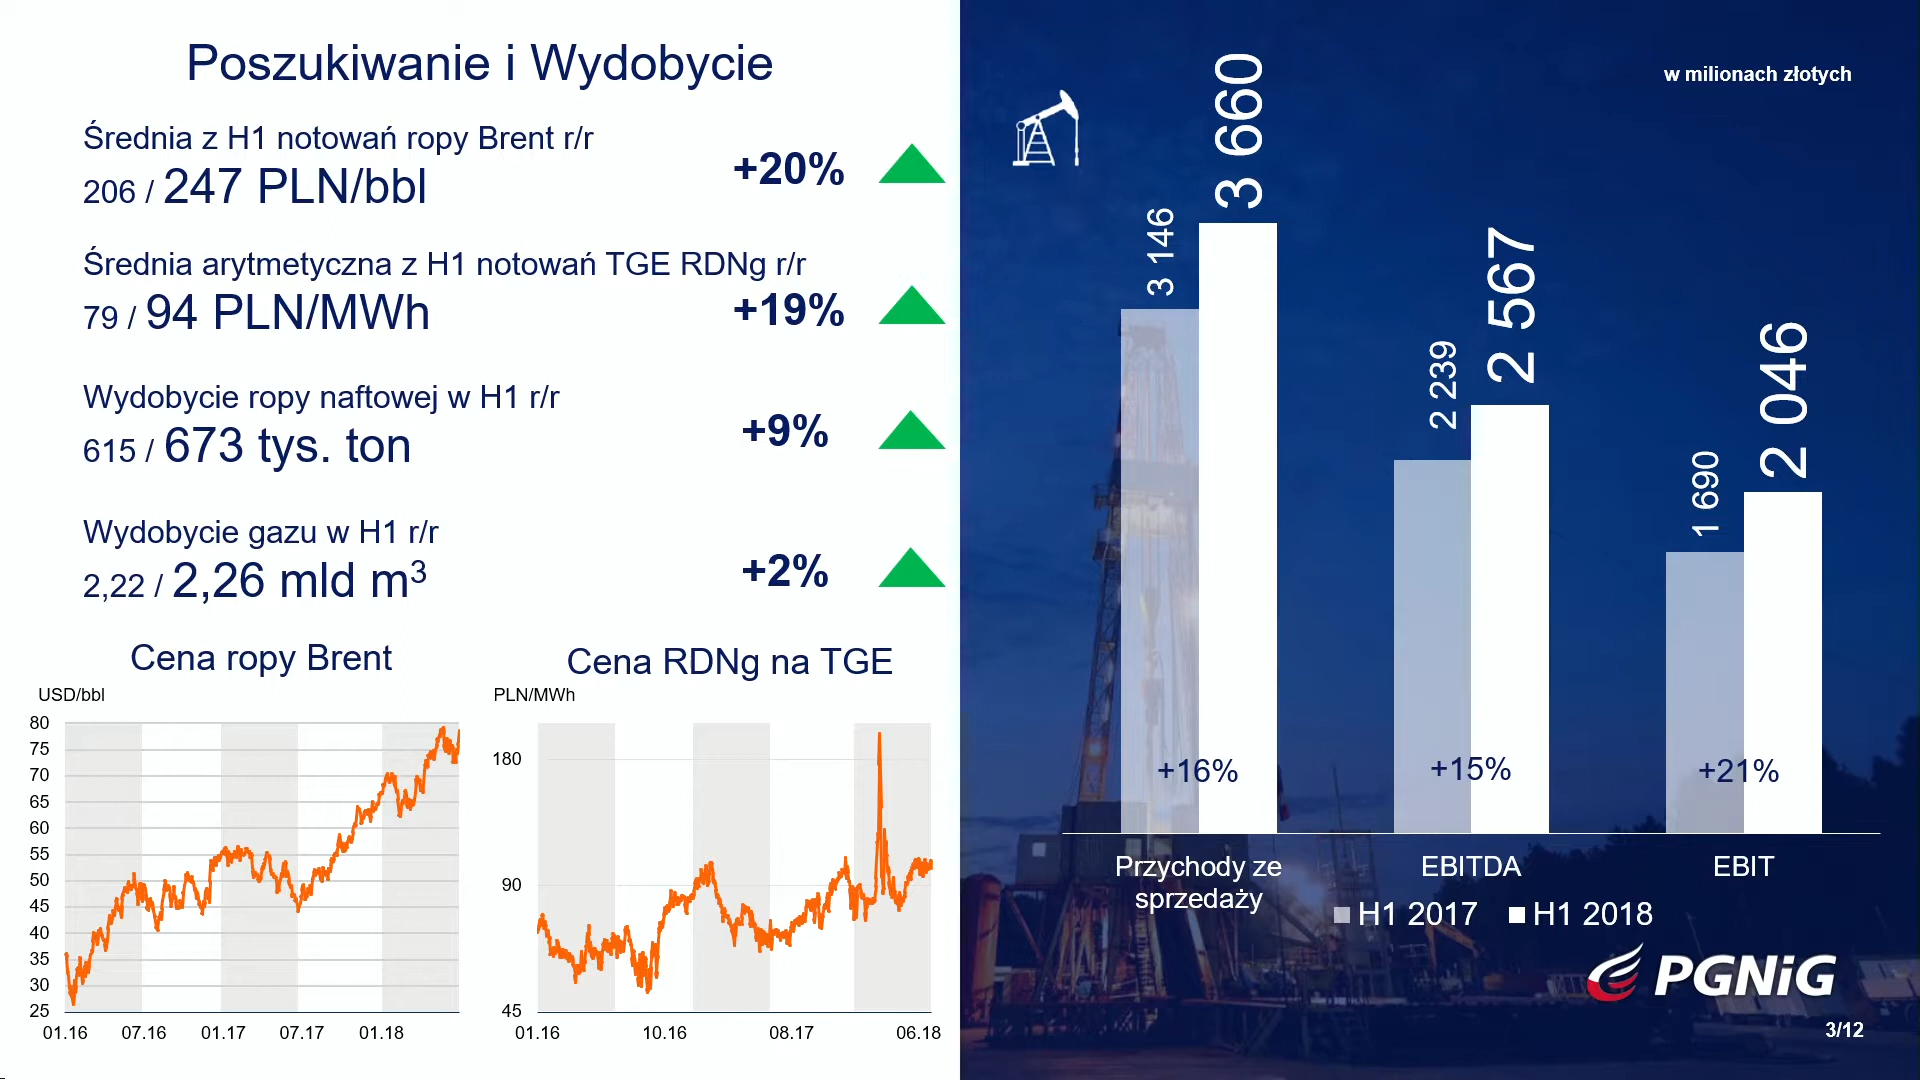 Poszukiwanie i Wydobycie
Średnia z H1 notowań ropy Brent r/r
206 / 247 PLN/bbl
+20%
Średnia arytmetyczna z H1 notowań TGE RDNg r/r
79 / 94 PLN/MWh
+19%
Wydobycie ropy naftowej w H1 r/r
615 / 673 tys. ton
+9%
Wydobycie gazu w H1 r/r
2,22 / 2,26 mld m³
+2%
Cena ropy Brent
USD/bbl
80
75
70
65
60
55
50
45
40
35
30
25
01.16 07.16 01.17 07.17 01.18
Cena RDNg na TGE
PLN/MWh
180
90
45
01.16 10.16 08.17 06.18
w milionach złotych
3 146
3 660
2 239
2 567
1 690
2 046
+16%
+15%
+21%
Przychody ze
sprzedaży
EBITDA
EBIT
H1 2017 H1 2018
PGNiG
3/12